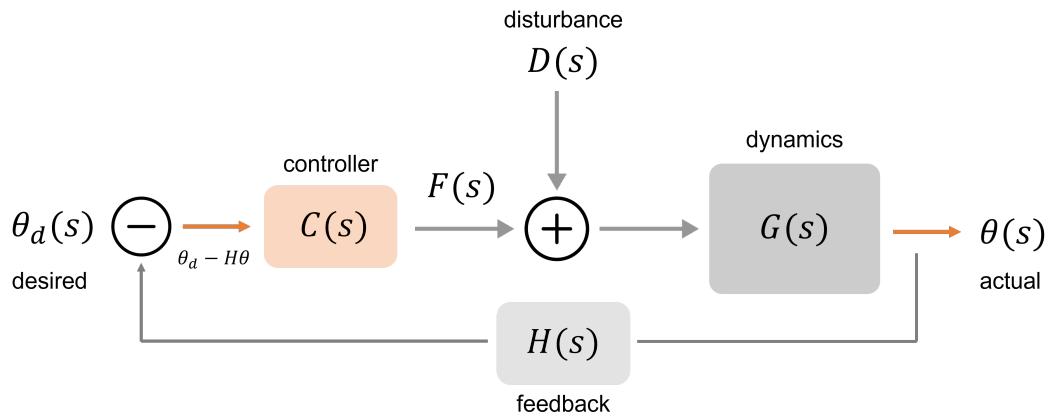 disturbance
D(s)
dynamics
controller
F(s)
θ_d(s)
−
C(s)
+
G(s)
θ(s)
θ_d − Hθ
desired
actual
H(s)
feedback